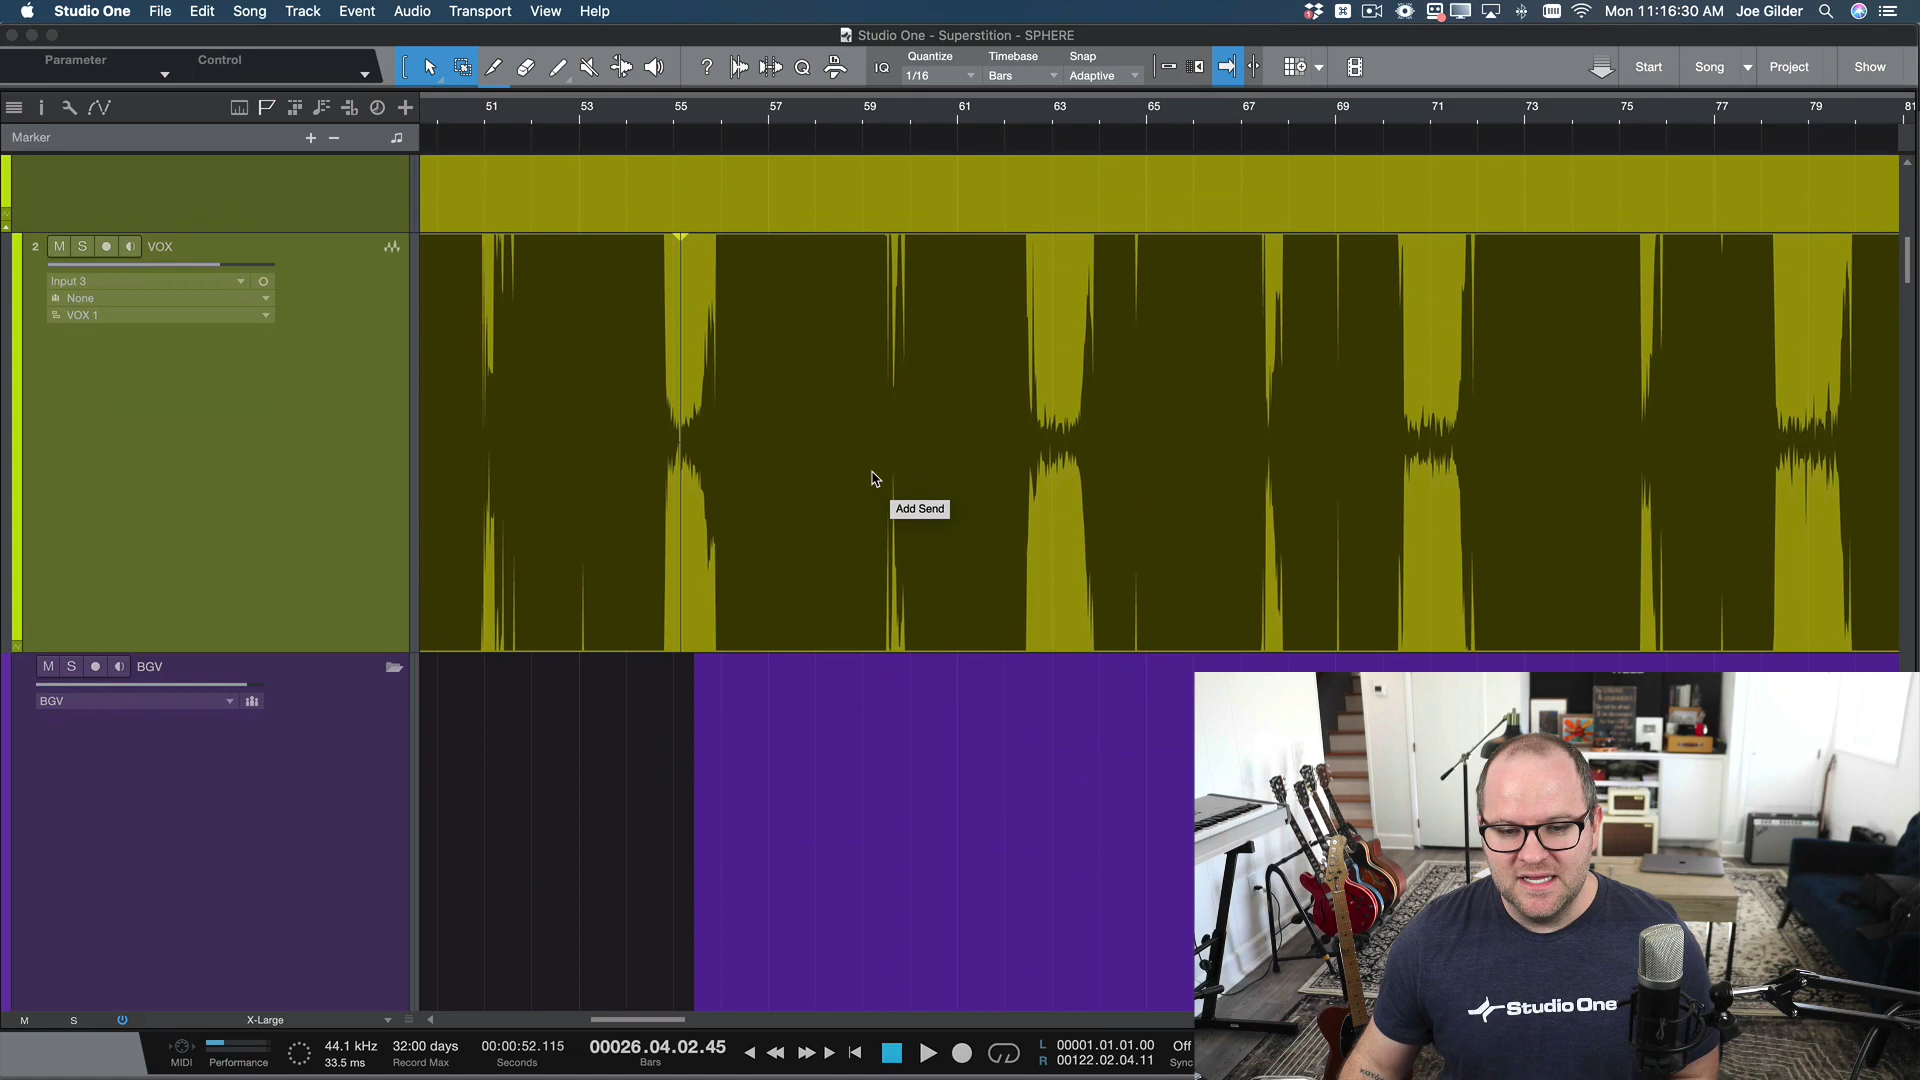 Studio One File Edit Song Track Event Audio Transport View Help Mon 11:16:30 AM Joe Gilder
Studio One - Superstition - SPHERE
Parameter Control
IQ Quantize Timebase Snap
1/16 Bars Adaptive
Start Song Project Show
51 53 55 57 59 61 63 65 67 69 71 73 75 77 79 81
Marker
2 M S VOX
Input 3
None
VOX 1
Add Send
M S BGV
BGV
M S X-Large
MIDI Performance
44.1 kHz 32:00 days 00:00:52.115 00026.04.02.45 L 00001.01.01.00 Off
33.5 ms Record Max Seconds Bars R 00122.02.04.11 Sync
Studio One